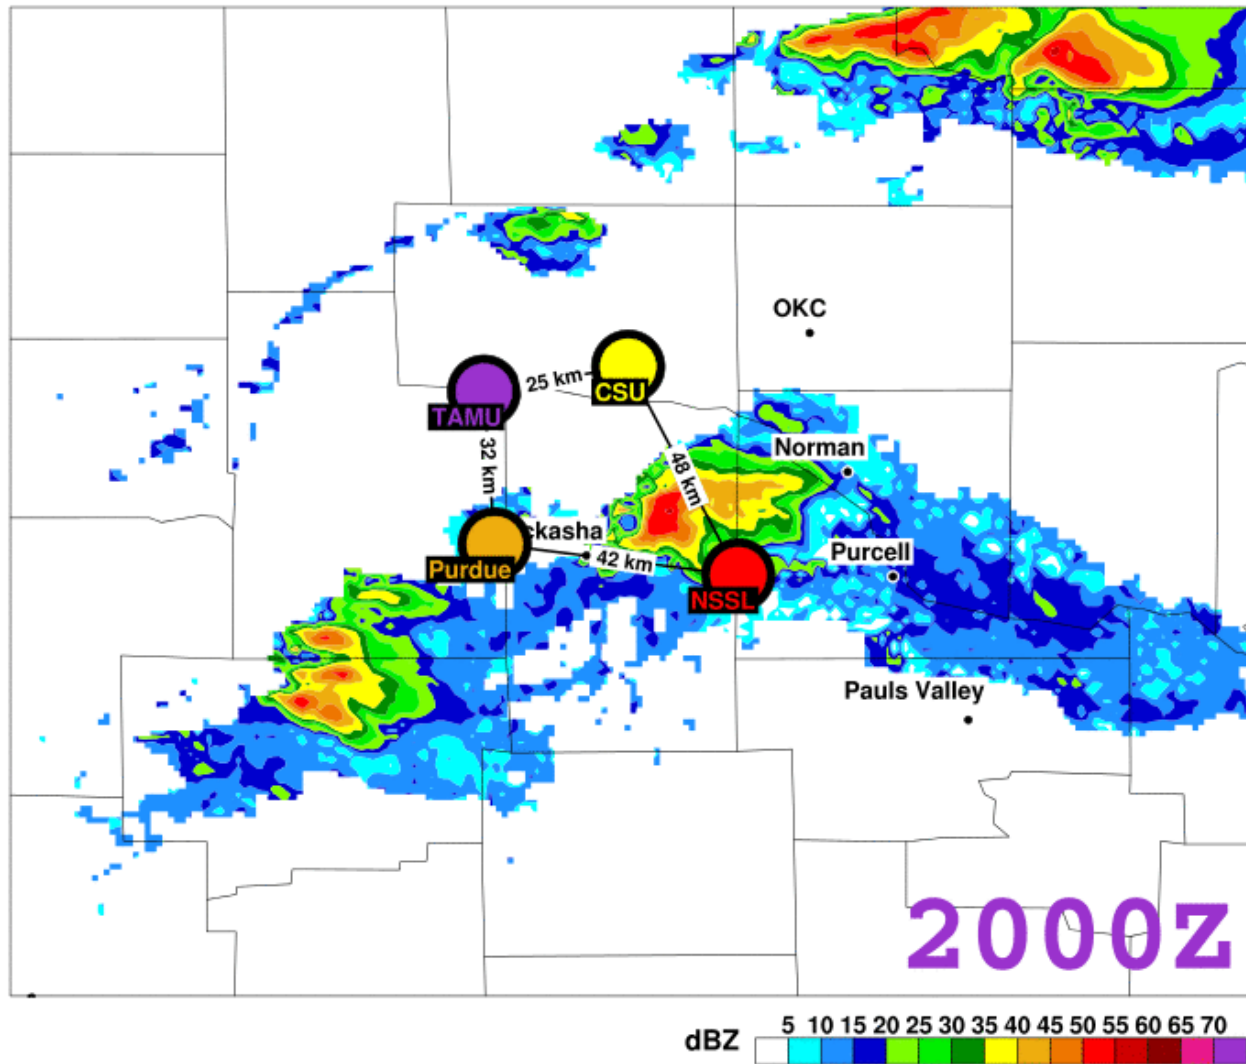 OKC
25 km
CSU
TAMU
Norman
32 km
48 km
ckasha
42 km
Purcell
Purdue
NSSL
Pauls Valley
2000Z
dBZ 5 10 15 20 25 30 35 40 45 50 55 60 65 70